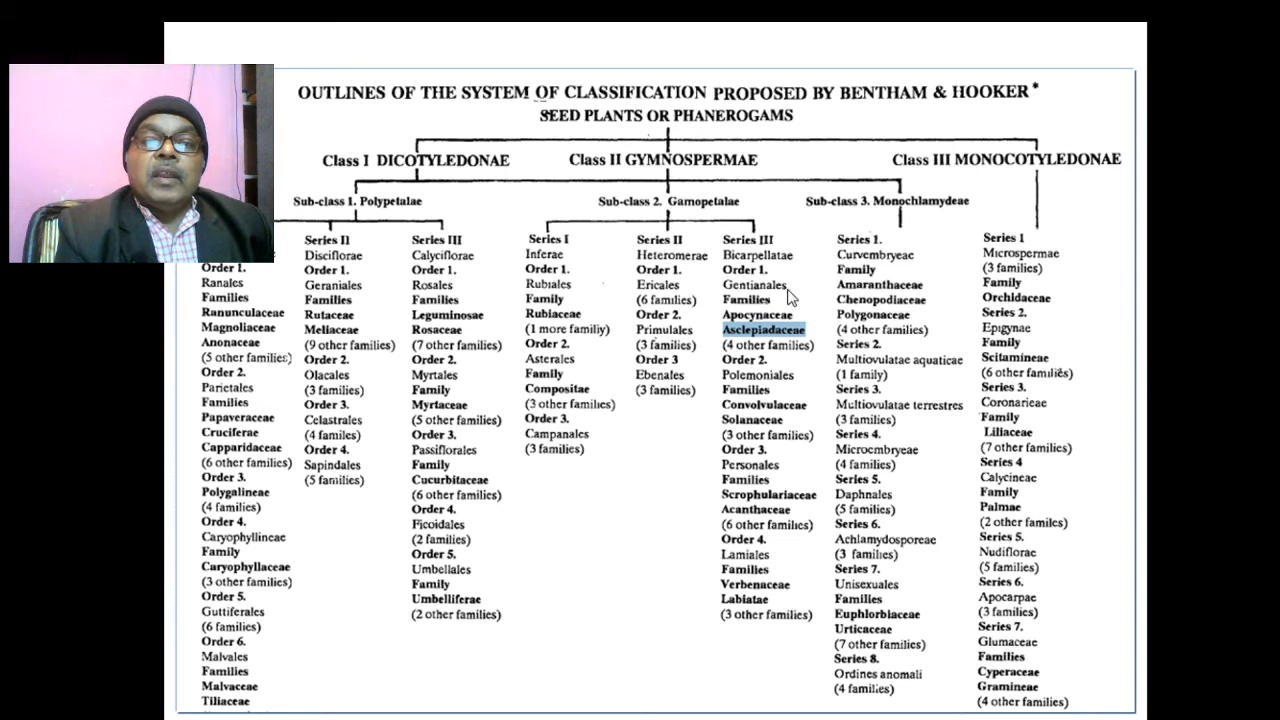 OUTLINES OF THE SYSTEM OF CLASSIFICATION PROPOSED BY BENTHAM & HOOKER*
SEED PLANTS OR PHANEROGAMS
Class I DICOTYLEDONAE
Class II GYMNOSPERMAE
Class III MONOCOTYLEDONAE
Sub-class 1. Polypetalae
Sub-class 2. Gamopetalae
Sub-class 3. Monochlamydeae
Order 1.
Ranales
Families
Ranunculaceae
Magnoliaceae
Anonaceae
(5 other families)
Order 2.
Parietales
Families
Papaveraceae
Cruciferae
Capparidaceae
(6 other families)
Order 3.
Polygalineae
(4 families)
Order 4.
Caryophyllineae
Family
Caryophyllaceae
(3 other families)
Order 5.
Guttiferales
(6 families)
Order 6.
Malvales
Families
Malvaceae
Tiliaceae
Series II
Disciflorae
Order 1.
Geraniales
Families
Rutaceae
Meliaceae
(9 other families)
Order 2.
Olacales
(3 families)
Order 3.
Celastrales
(4 familes)
Order 4.
Sapindales
(5 families)
Series III
Calyciflorae
Order 1.
Rosales
Families
Leguminosae
Rosaceae
(7 other families)
Order 2.
Myrtales
Family
Myrtaceae
(5 other families)
Order 3.
Passiflorales
Family
Cucurbitaceae
(6 other families)
Order 4.
Ficoidales
(2 families)
Order 5.
Umbellales
Family
Umbelliferae
(2 other families)
Series I
Inferae
Order 1.
Rubiales
Family
Rubiaceae
(1 more familiy)
Order 2.
Asterales
Family
Compositae
(3 other families)
Order 3.
Campanales
(3 families)
Series II
Heteromerae
Order 1.
Ericales
(6 families)
Order 2.
Primulales
(3 families)
Order 3
Ebenales
(3 families)
Series III
Bicarpellatae
Order 1.
Gentianales
Families
Apocynaceae
Asclepiadaceae
(4 other families)
Order 2.
Polemoniales
Families
Convolvulaceae
Solanaceae
(3 other families)
Order 3.
Personales
Families
Scrophulariaceae
Acanthaceae
(6 other families)
Order 4.
Lamiales
Families
Verbenaceae
Labiatae
(3 other families)
Series 1.
Curvembryeae
Family
Amaranthaceae
Chenopodiaceae
Polygonaceae
(4 other families)
Series 2.
Multiovulatae aquaticae
(1 family)
Series 3.
Multiovulatae terrestres
(3 families)
Series 4.
Microembryeae
(4 families)
Series 5.
Daphnales
(5 families)
Series 6.
Achlamydosporeae
(3 families)
Series 7.
Unisexuales
Families
Euphlorbiaceae
Urticaceae
(7 other families)
Series 8.
Ordines anomali
(4 families)
Series 1
Microspermae
(3 families)
Family
Orchidaceae
Series 2.
Epigynae
Family
Scitamineae
(6 other families)
Series 3.
Coronarieae
Family
Liliaceae
(7 other families)
Series 4
Calycineae
Family
Palmae
(2 other familes)
Series 5.
Nudiflorae
(5 families)
Series 6.
Apocarpae
(3 families)
Series 7.
Glumaceae
Families
Cyperaceae
Gramineae
(4 other families)